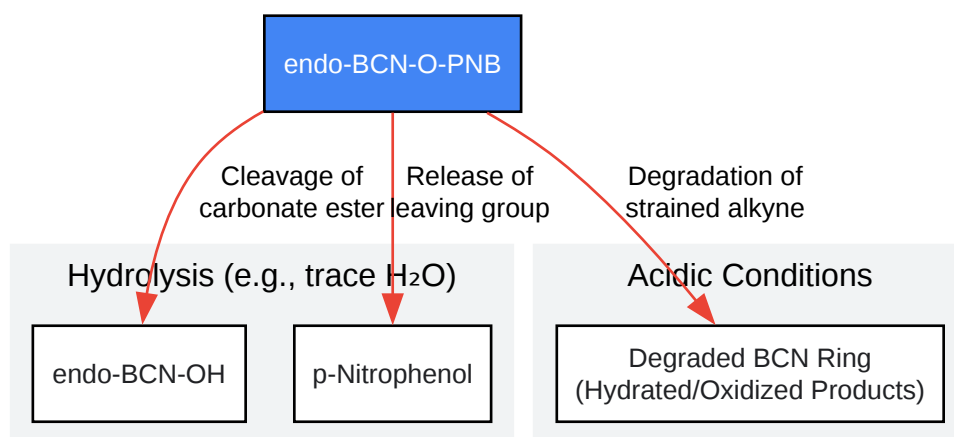 endo-BCN-O-PNB
Cleavage of
carbonate ester
Release of
leaving group
Degradation of
strained alkyne
Hydrolysis (e.g., trace H₂O)
Acidic Conditions
endo-BCN-OH
p-Nitrophenol
Degraded BCN Ring
(Hydrated/Oxidized Products)